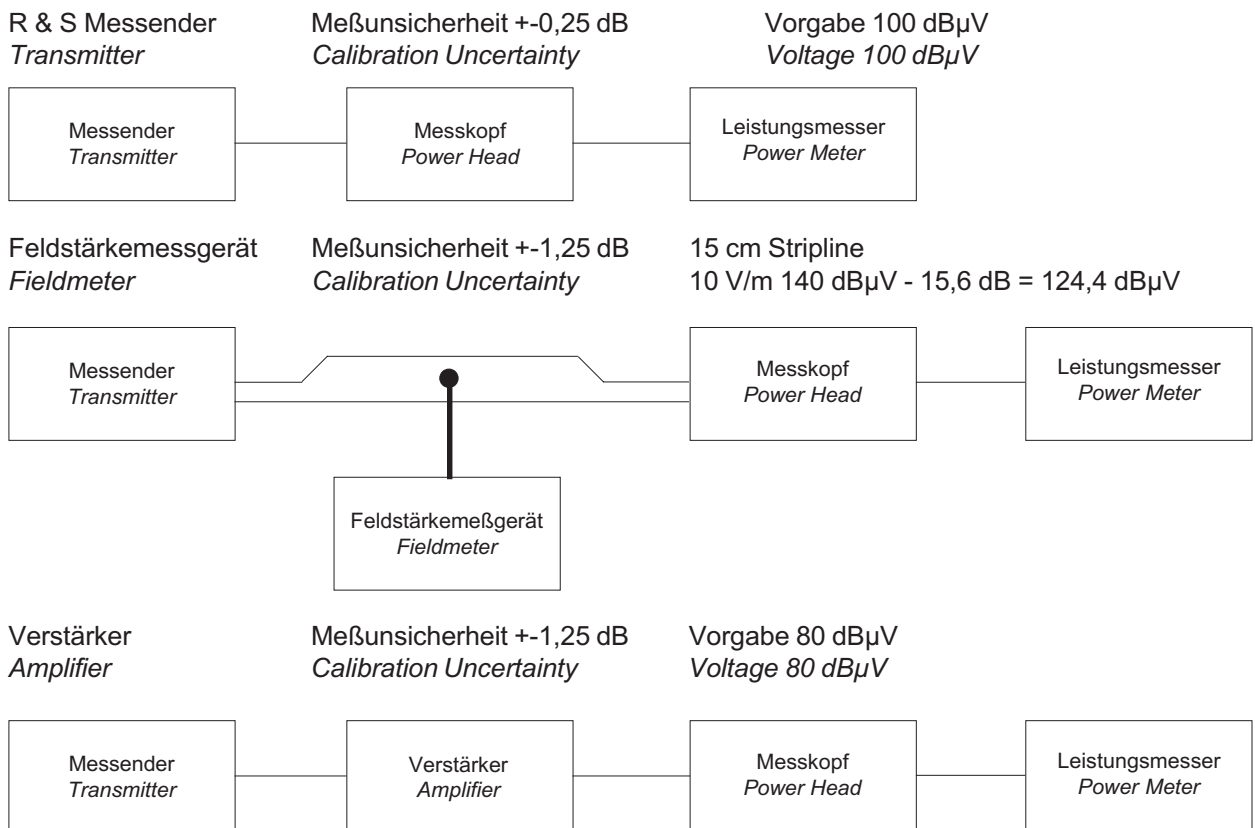 R & S Messender Meßunsicherheit +-0,25 dB Vorgabe 100 dBµV
Transmitter Calibration Uncertainty Voltage 100 dBµV
Messender Messkopf Leistungsmesser
Transmitter Power Head Power Meter
Feldstärkemessgerät Meßunsicherheit +-1,25 dB 15 cm Stripline
Fieldmeter Calibration Uncertainty 10 V/m 140 dBµV - 15,6 dB = 124,4 dBµV
Messender Messkopf Leistungsmesser
Transmitter Power Head Power Meter
Feldstärkemeßgerät
Fieldmeter
Verstärker Meßunsicherheit +-1,25 dB Vorgabe 80 dBµV
Amplifier Calibration Uncertainty Voltage 80 dBµV
Messender Verstärker Messkopf Leistungsmesser
Transmitter Amplifier Power Head Power Meter